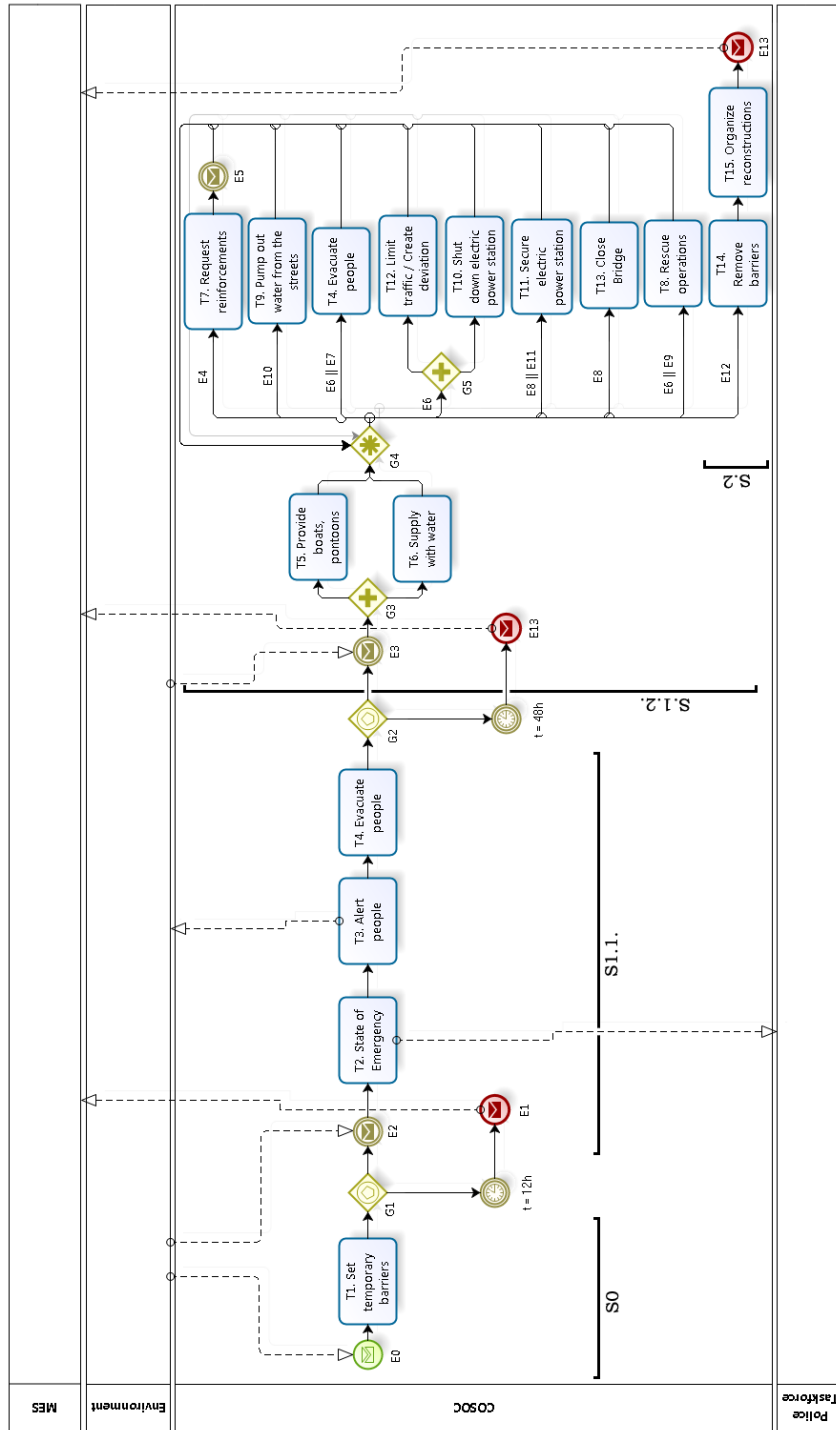 MES
Environment
COSOC
Police
Taskforce
E0
T1. Set
temporary
barriers
G1
t = 12h
E1
E2
T2. State of
Emergency
T3. Alert
people
T4. Evacuate
people
G2
t = 48h
E13
E3
G3
T5. Provide
boats,
pontoons
T6. Supply
with water
G4
E4
T7. Request
reinforcements
E5
E10
T9. Pump out
water from the
streets
E6 || E7
T4. Evacuate
people
E6
G5
T12. Limit
traffic / Create
deviation
T10. Shut
down electric
power station
E8 || E11
T11. Secure
electric
power station
E8
T13. Close
Bridge
E6 || E9
T8. Rescue
operations
E12
T14.
Remove
barriers
T15. Organize
reconstructions
E13
S0
S1.1.
S.1.2.
S.2